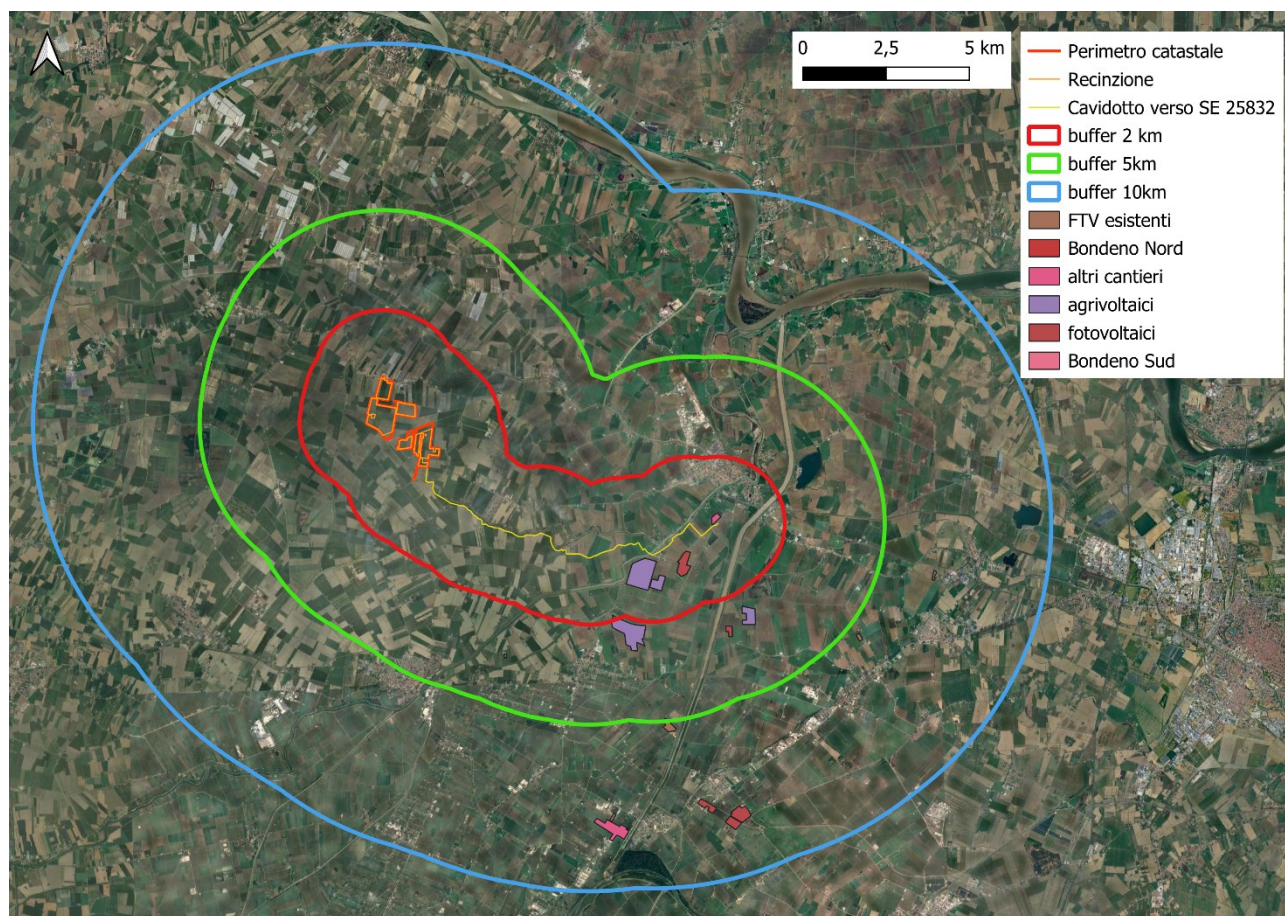 0 2,5 5 km
Perimetro catastale
Recinzione
Cavidotto verso SE 25832
buffer 2 km
buffer 5km
buffer 10km
FTV esistenti
Bondeno Nord
altri cantieri
agrivoltaici
fotovoltaici
Bondeno Sud